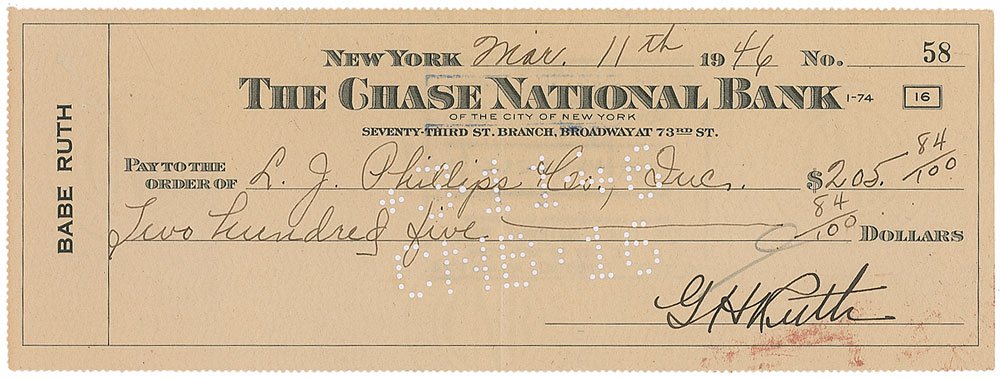 NEW YORK Mar. 11th 1946 No. 58
THE CHASE NATIONAL BANK 1-74 16
OF THE CITY OF NEW YORK
SEVENTY-THIRD ST. BRANCH, BROADWAY AT 73RD ST.
BABE RUTH
PAY TO THE ORDER OF L. J. Phillips &Co., Inc. $205. 84/100
Two hundred five 84/100 DOLLARS
CNB·16
G H Ruth